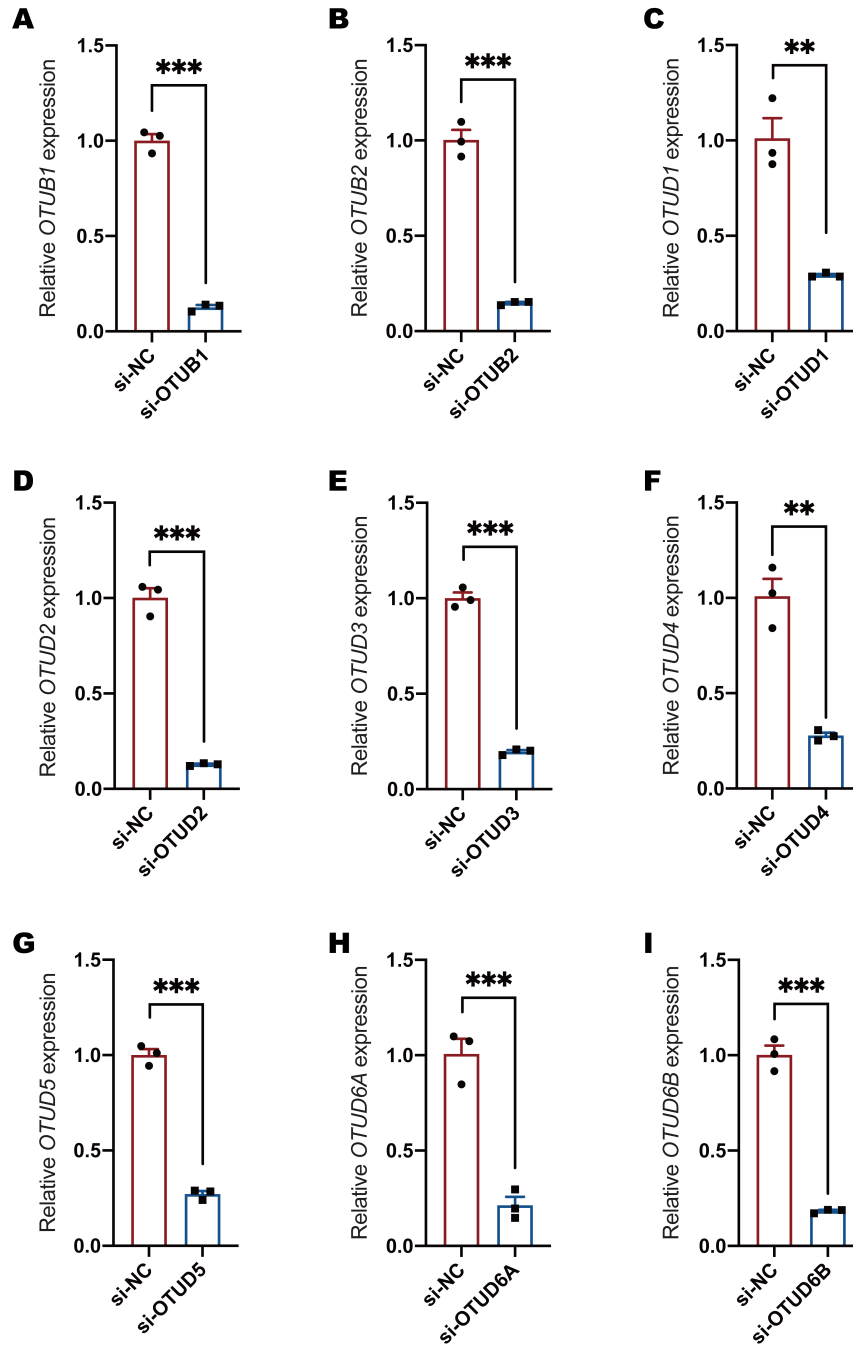 A
Relative OTUB1 expression
1.5
1.0
0.5
0.0
***
si-NC
si-OTUB1
B
Relative OTUB2 expression
1.5
1.0
0.5
0.0
***
si-NC
si-OTUB2
C
Relative OTUD1 expression
1.5
1.0
0.5
0.0
**
si-NC
si-OTUD1
D
Relative OTUD2 expression
1.5
1.0
0.5
0.0
***
si-NC
si-OTUD2
E
Relative OTUD3 expression
1.5
1.0
0.5
0.0
***
si-NC
si-OTUD3
F
Relative OTUD4 expression
1.5
1.0
0.5
0.0
**
si-NC
si-OTUD4
G
Relative OTUD5 expression
1.5
1.0
0.5
0.0
***
si-NC
si-OTUD5
H
Relative OTUD6A expression
1.5
1.0
0.5
0.0
***
si-NC
si-OTUD6A
I
Relative OTUD6B expression
1.5
1.0
0.5
0.0
***
si-NC
si-OTUD6B